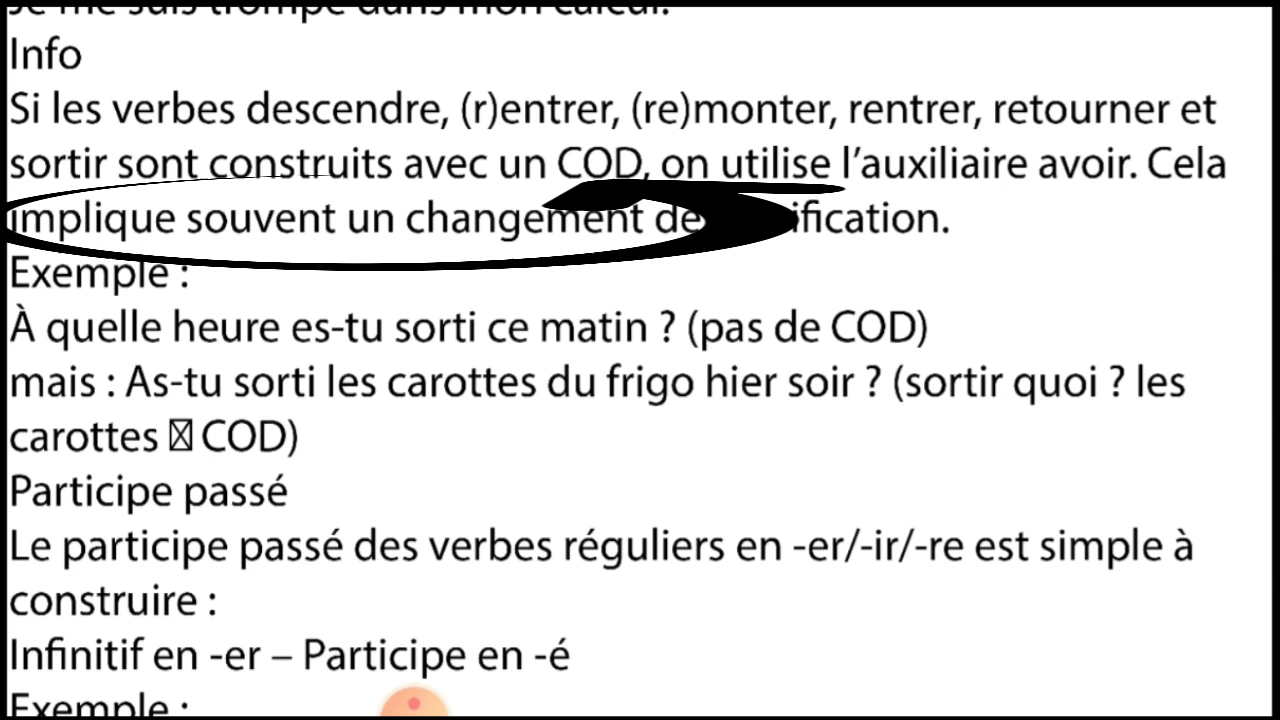 Info
Si les verbes descendre, (r)entrer, (re)monter, rentrer, retourner et
sortir sont construits avec un COD, on utilise l’auxiliaire avoir. Cela
implique souvent un changement de
Exemple :
À quelle heure es-tu sorti ce matin ? (pas de COD)
mais : As-tu sorti les carottes du frigo hier soir ? (sortir quoi ? les
carottes COD)
Participe passé
Le participe passé des verbes réguliers en -er/-ir/-re est simple à
construire :
Infinitif en -er – Participe en -é
Exemple :